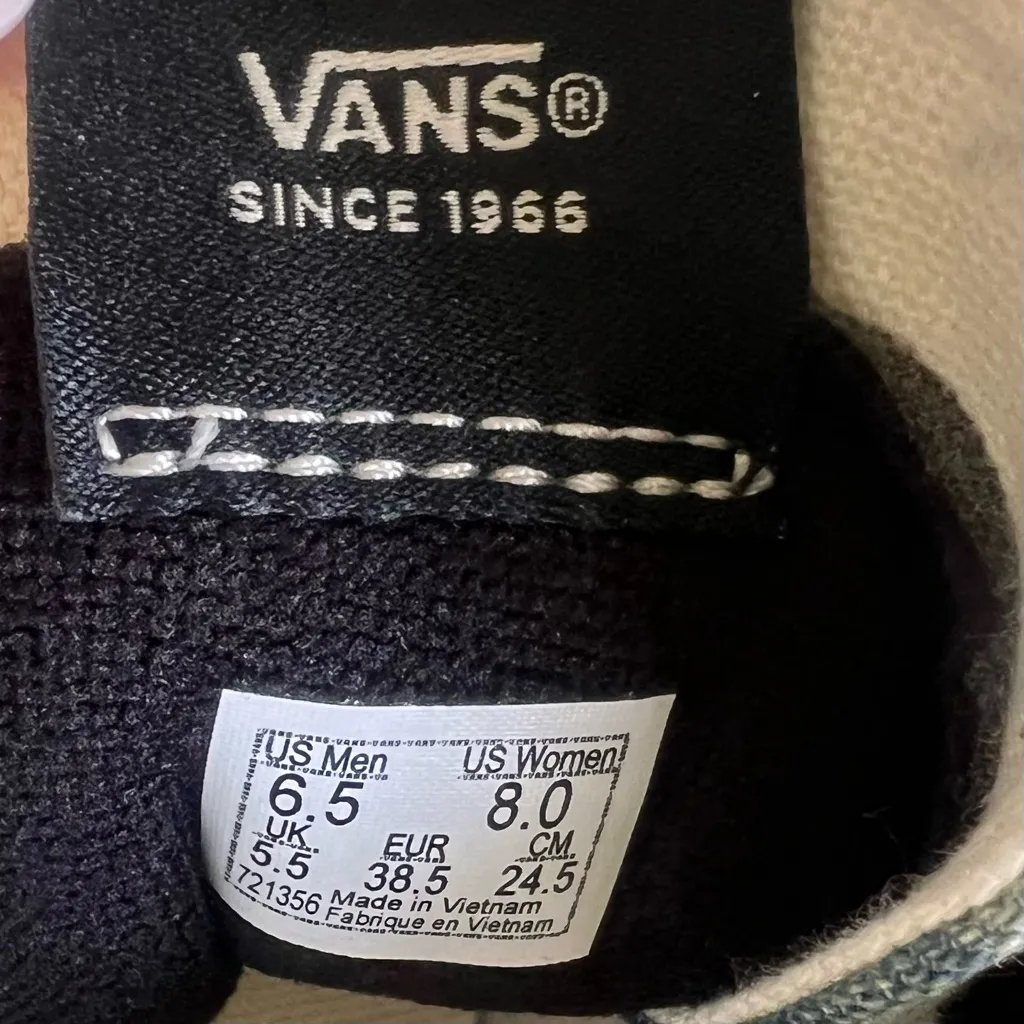 VANS®
SINCE 1966
US Men US Women
6.5 8.0
UK EUR CM
5.5 38.5 24.5
721356 Made in Vietnam
Fabrique en Vietnam